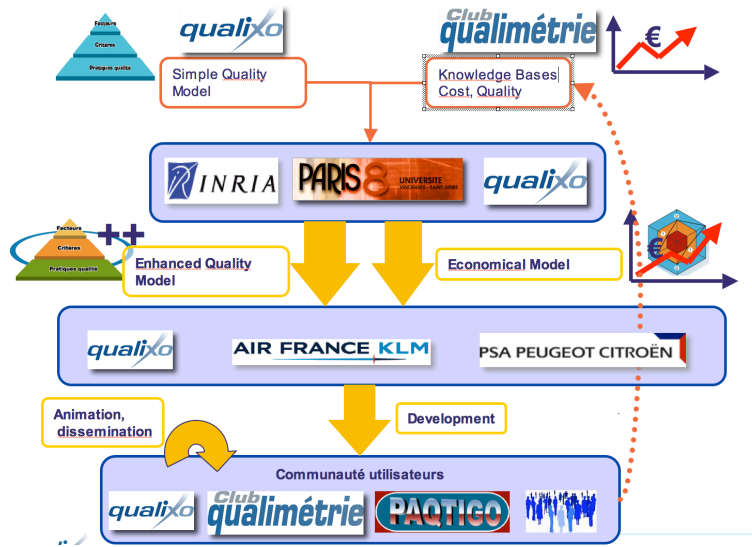 Facteurs
Critères
Pratiques qualité
qualixo
Club
qualimétrie
€
Simple Quality
Model
Knowledge Bases
Cost, Quality
INRIA
PARIS 8
UNIVERSITE
VINCENNES - SAINT-DENIS
qualixo
Facteurs
Critères
Pratiques qualité
++
Enhanced Quality
Model
Economical Model
€
qualixo
AIR FRANCE KLM
PSA PEUGEOT CITROËN
Animation,
dissemination
Development
Communauté utilisateurs
qualixo
Club
qualimétrie
PAQTIGO